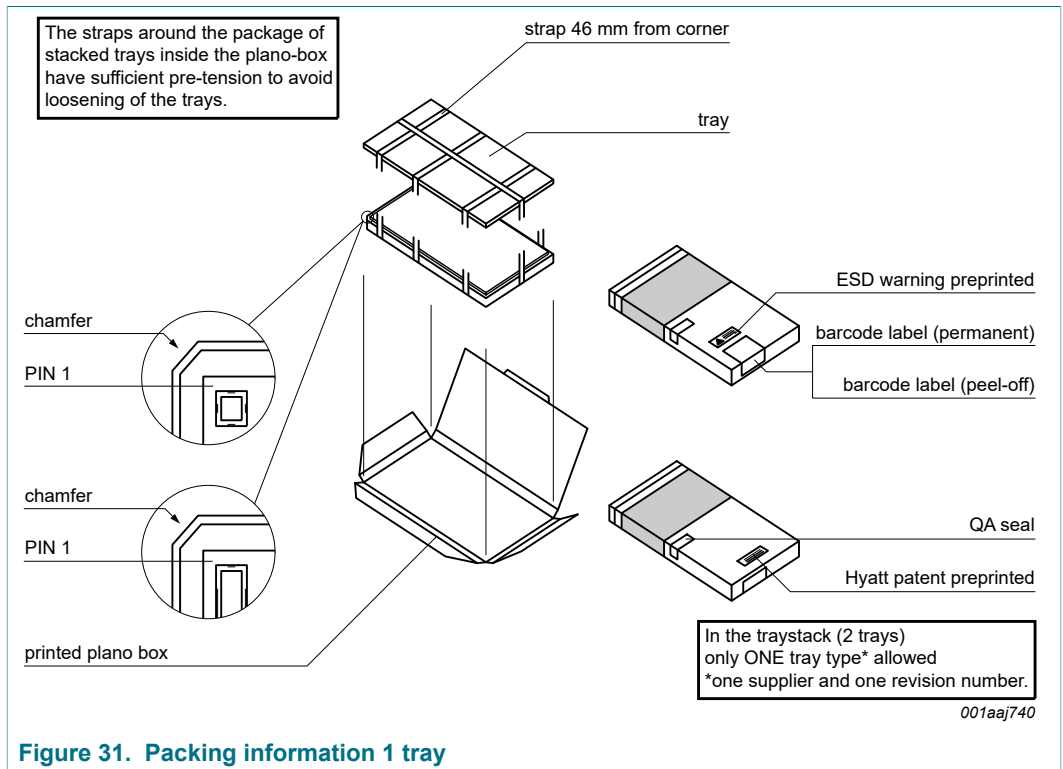 The straps around the package of
stacked trays inside the plano-box
have sufficient pre-tension to avoid
loosening of the trays.
strap 46 mm from corner
tray
chamfer
PIN 1
chamfer
PIN 1
printed plano box
ESD warning preprinted
barcode label (permanent)
barcode label (peel-off)
QA seal
Hyatt patent preprinted
In the traystack (2 trays)
only ONE tray type* allowed
*one supplier and one revision number.
001aaj740
Figure 31. Packing information 1 tray